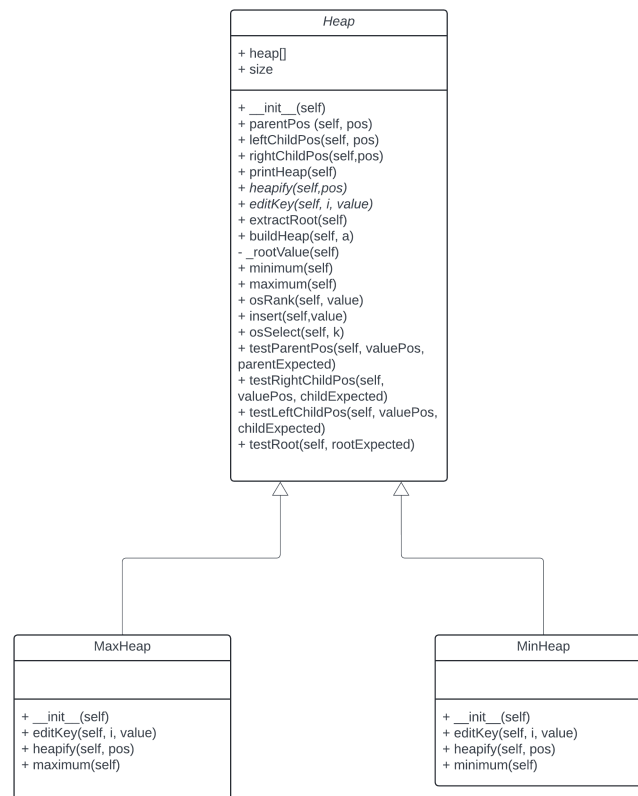 Heap
+ heap[]
+ size
+ __init__(self)
+ parentPos (self, pos)
+ leftChildPos(self, pos)
+ rightChildPos(self,pos)
+ printHeap(self)
+ heapify(self,pos)
+ editKey(self, i, value)
+ extractRoot(self)
+ buildHeap(self, a)
- _rootValue(self)
+ minimum(self)
+ maximum(self)
+ osRank(self, value)
+ insert(self,value)
+ osSelect(self, k)
+ testParentPos(self, valuePos,
parentExpected)
+ testRightChildPos(self,
valuePos, childExpected)
+ testLeftChildPos(self, valuePos,
childExpected)
+ testRoot(self, rootExpected)
MaxHeap
+ __init__(self)
+ editKey(self, i, value)
+ heapify(self, pos)
+ maximum(self)
MinHeap
+ __init__(self)
+ editKey(self, i, value)
+ heapify(self, pos)
+ minimum(self)